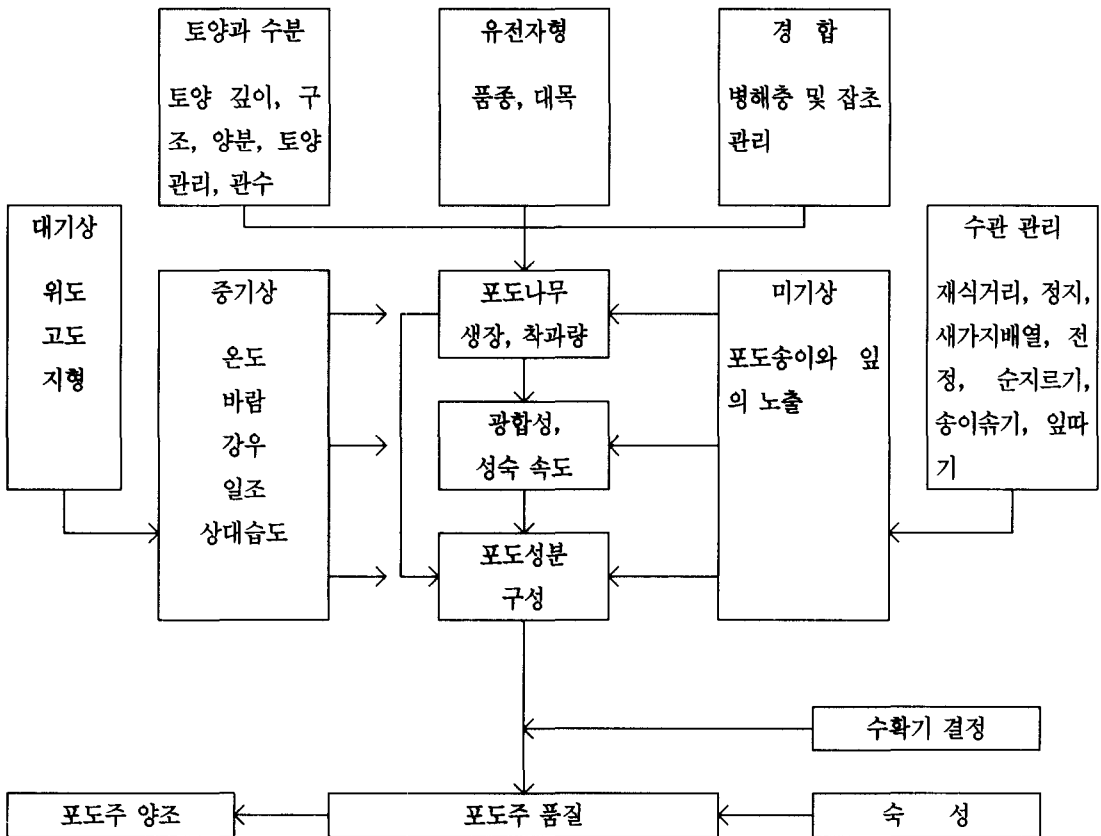 토양과 수분
토양 깊이, 구
조, 양분, 토양
관리, 관수
유전자형
품종, 대목
경 합
병해충 및 잡초
관리
대기상
위도
고도
지형
중기상
온도
바람
강우
일조
상대습도
포도나무
생장, 착과량
광합성,
성숙 속도
포도성분
구성
미기상
포도송이와 잎
의 노출
수관 관리
재식거리, 정지,
새가지배열, 전
정, 순지르기,
송이솎기, 잎따
기
수확기 결정
포도주 양조
포도주 품질
숙 성